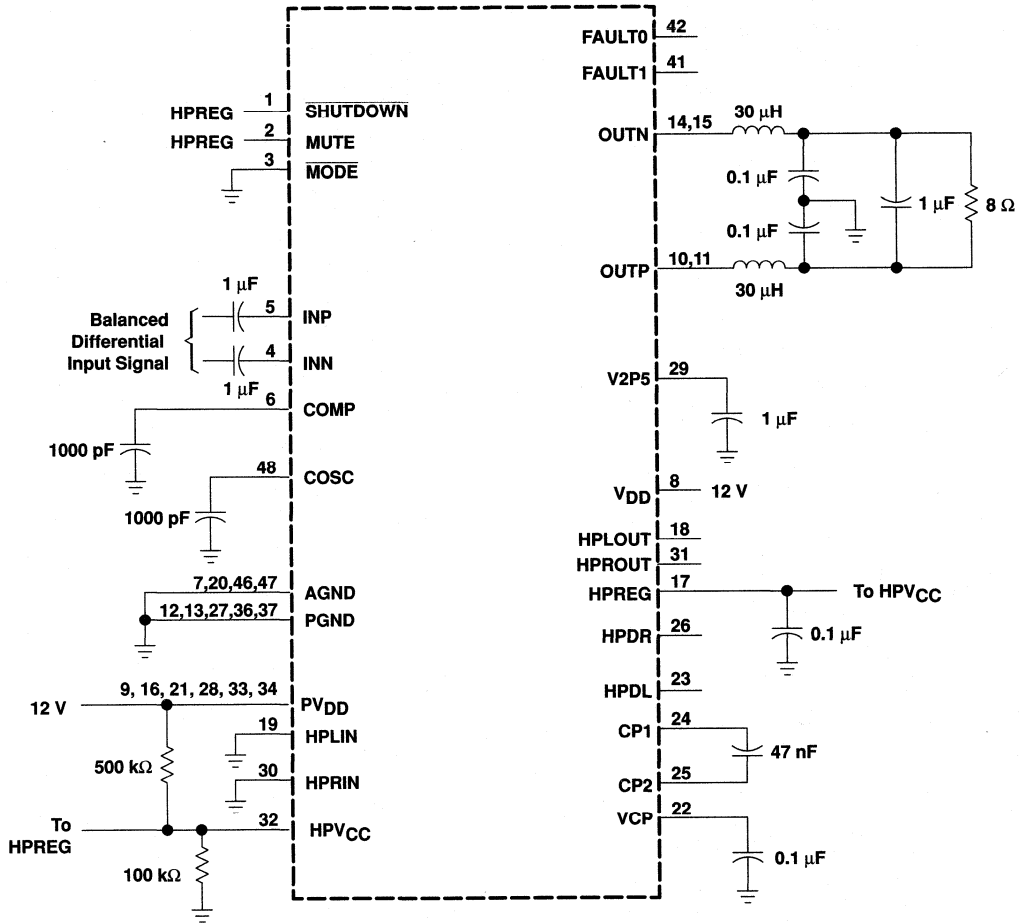 42
FAULT0
41
FAULT1
HPREG 1 SHUTDOWN
HPREG 2 MUTE
3 MODE
OUTN 14,15 30 µH
0.1 µF
1 µF 8 Ω
0.1 µF
OUTP 10,11 30 µH
1 µF
Balanced
Differential
Input Signal
5 INP
4 INN
1 µF
6 COMP
1000 pF
48 COSC
1000 pF
V2P5 29
1 µF
VDD 8 12 V
HPLOUT 18
HPROUT 31
HPREG 17 To HPVCC
0.1 µF
HPDR 26
HPDL 23
CP1 24
47 nF
CP2 25
VCP 22
0.1 µF
7,20,46,47 AGND
12,13,27,36,37 PGND
12 V 9, 16, 21, 28, 33, 34 PVDD
19 HPLIN
500 kΩ
30 HPRIN
To
HPREG
32 HPVCC
100 kΩ